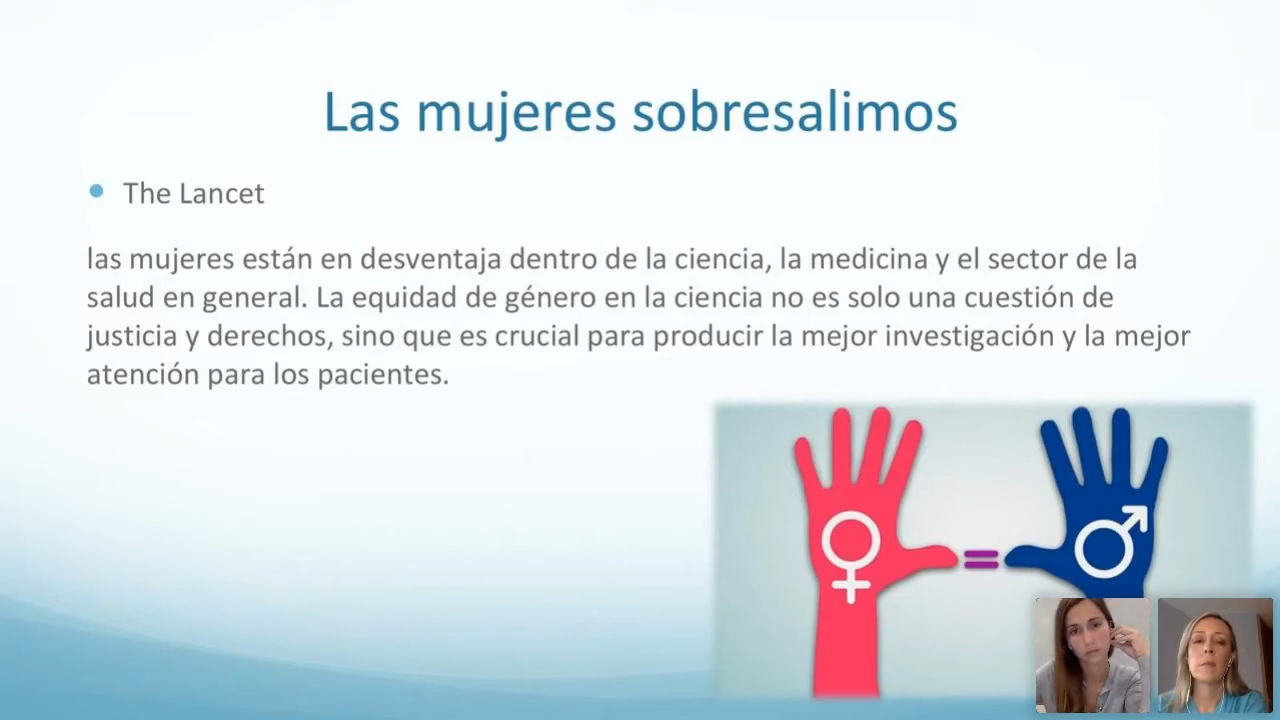 Las mujeres sobresalimos
The Lancet
las mujeres están en desventaja dentro de la ciencia, la medicina y el sector de la
salud en general. La equidad de género en la ciencia no es solo una cuestión de
justicia y derechos, sino que es crucial para producir la mejor investigación y la mejor
atención para los pacientes.